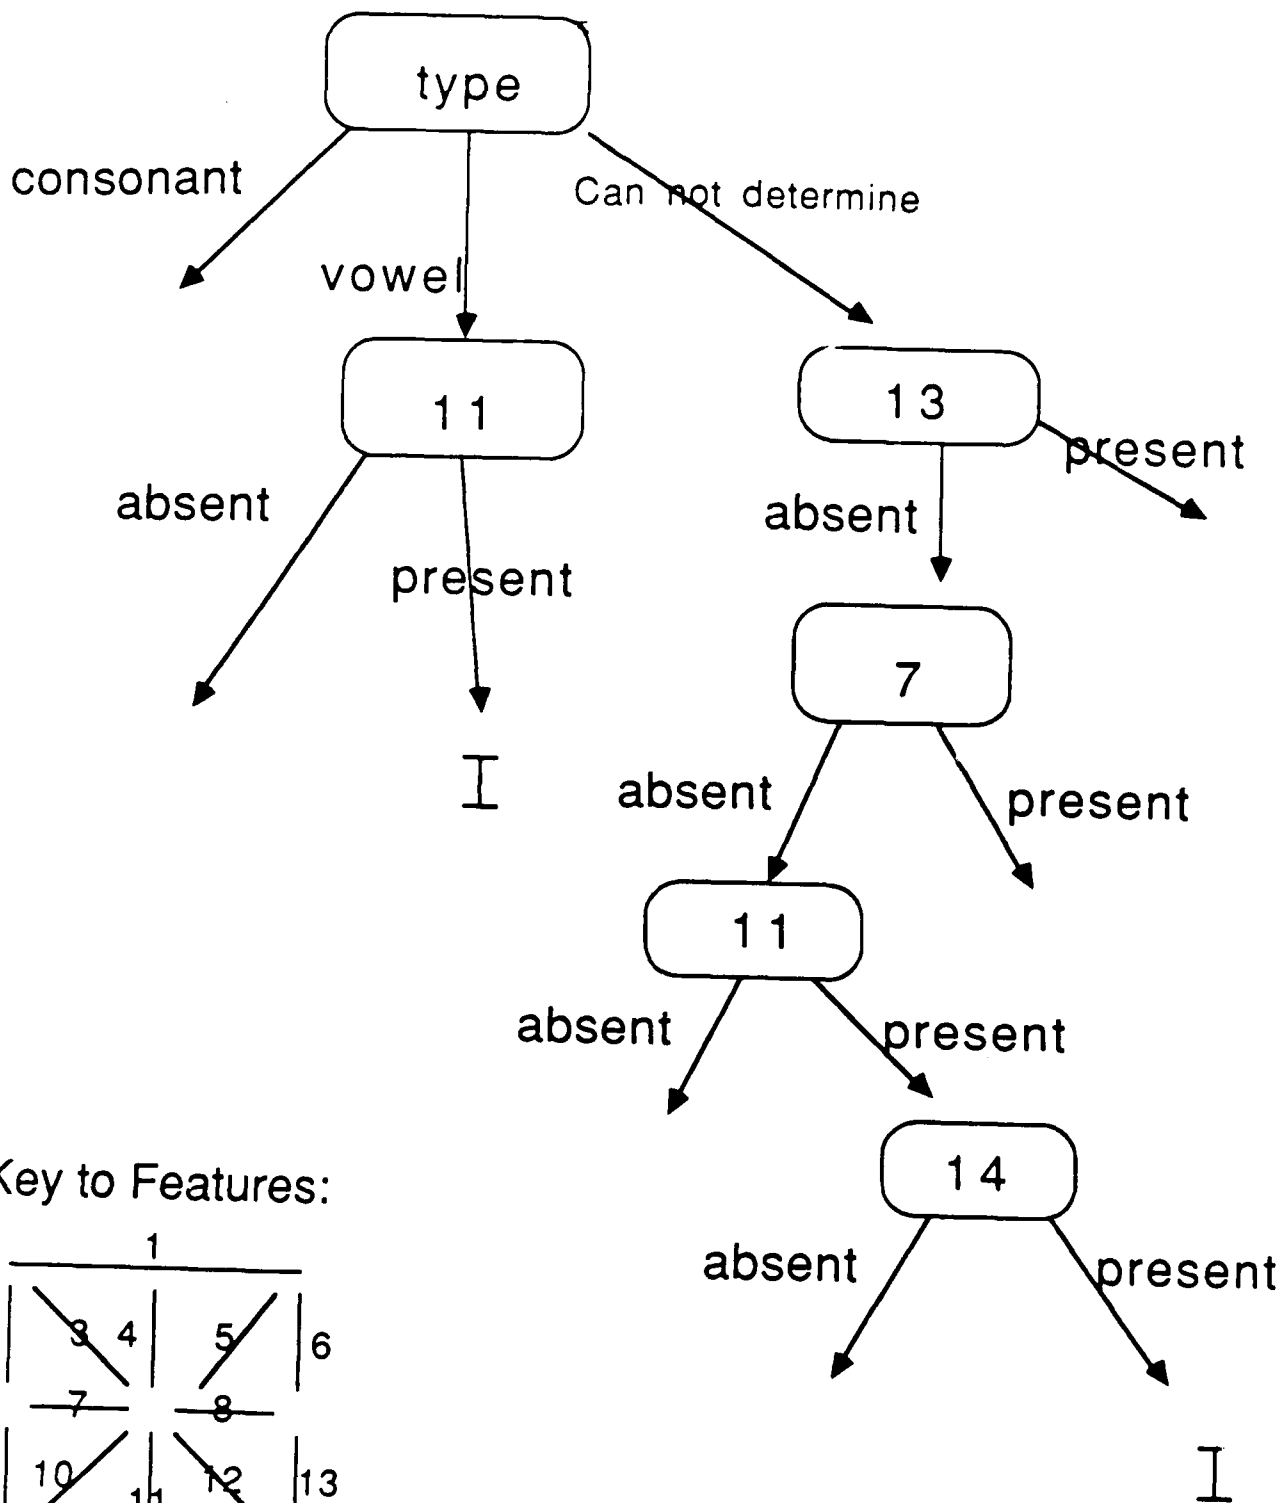 type
consonant
Can not determine
vowel
11
13
present
absent
absent
present
7
absent
present
I
11
absent
present
14
Key to Features:
1
absent
present
3 4 5 6
7 8
10 11 12 13
I